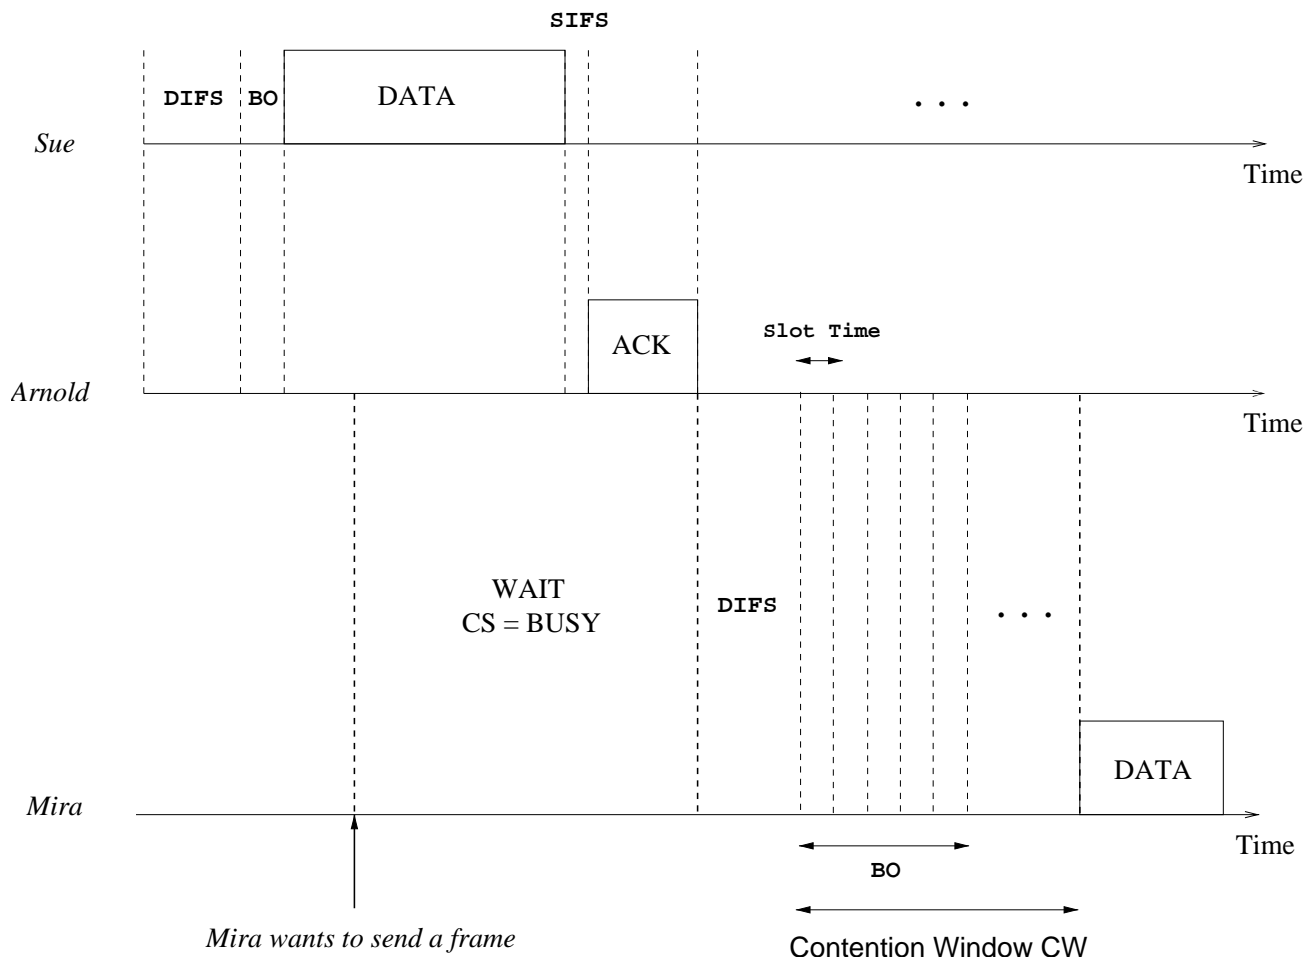 SIFS
DIFS BO DATA . . .
Sue
Time
Slot Time
ACK
Arnold
Time
WAIT
CS = BUSY
DIFS . . .
DATA
Mira
Time
BO
Mira wants to send a frame
Contention Window CW